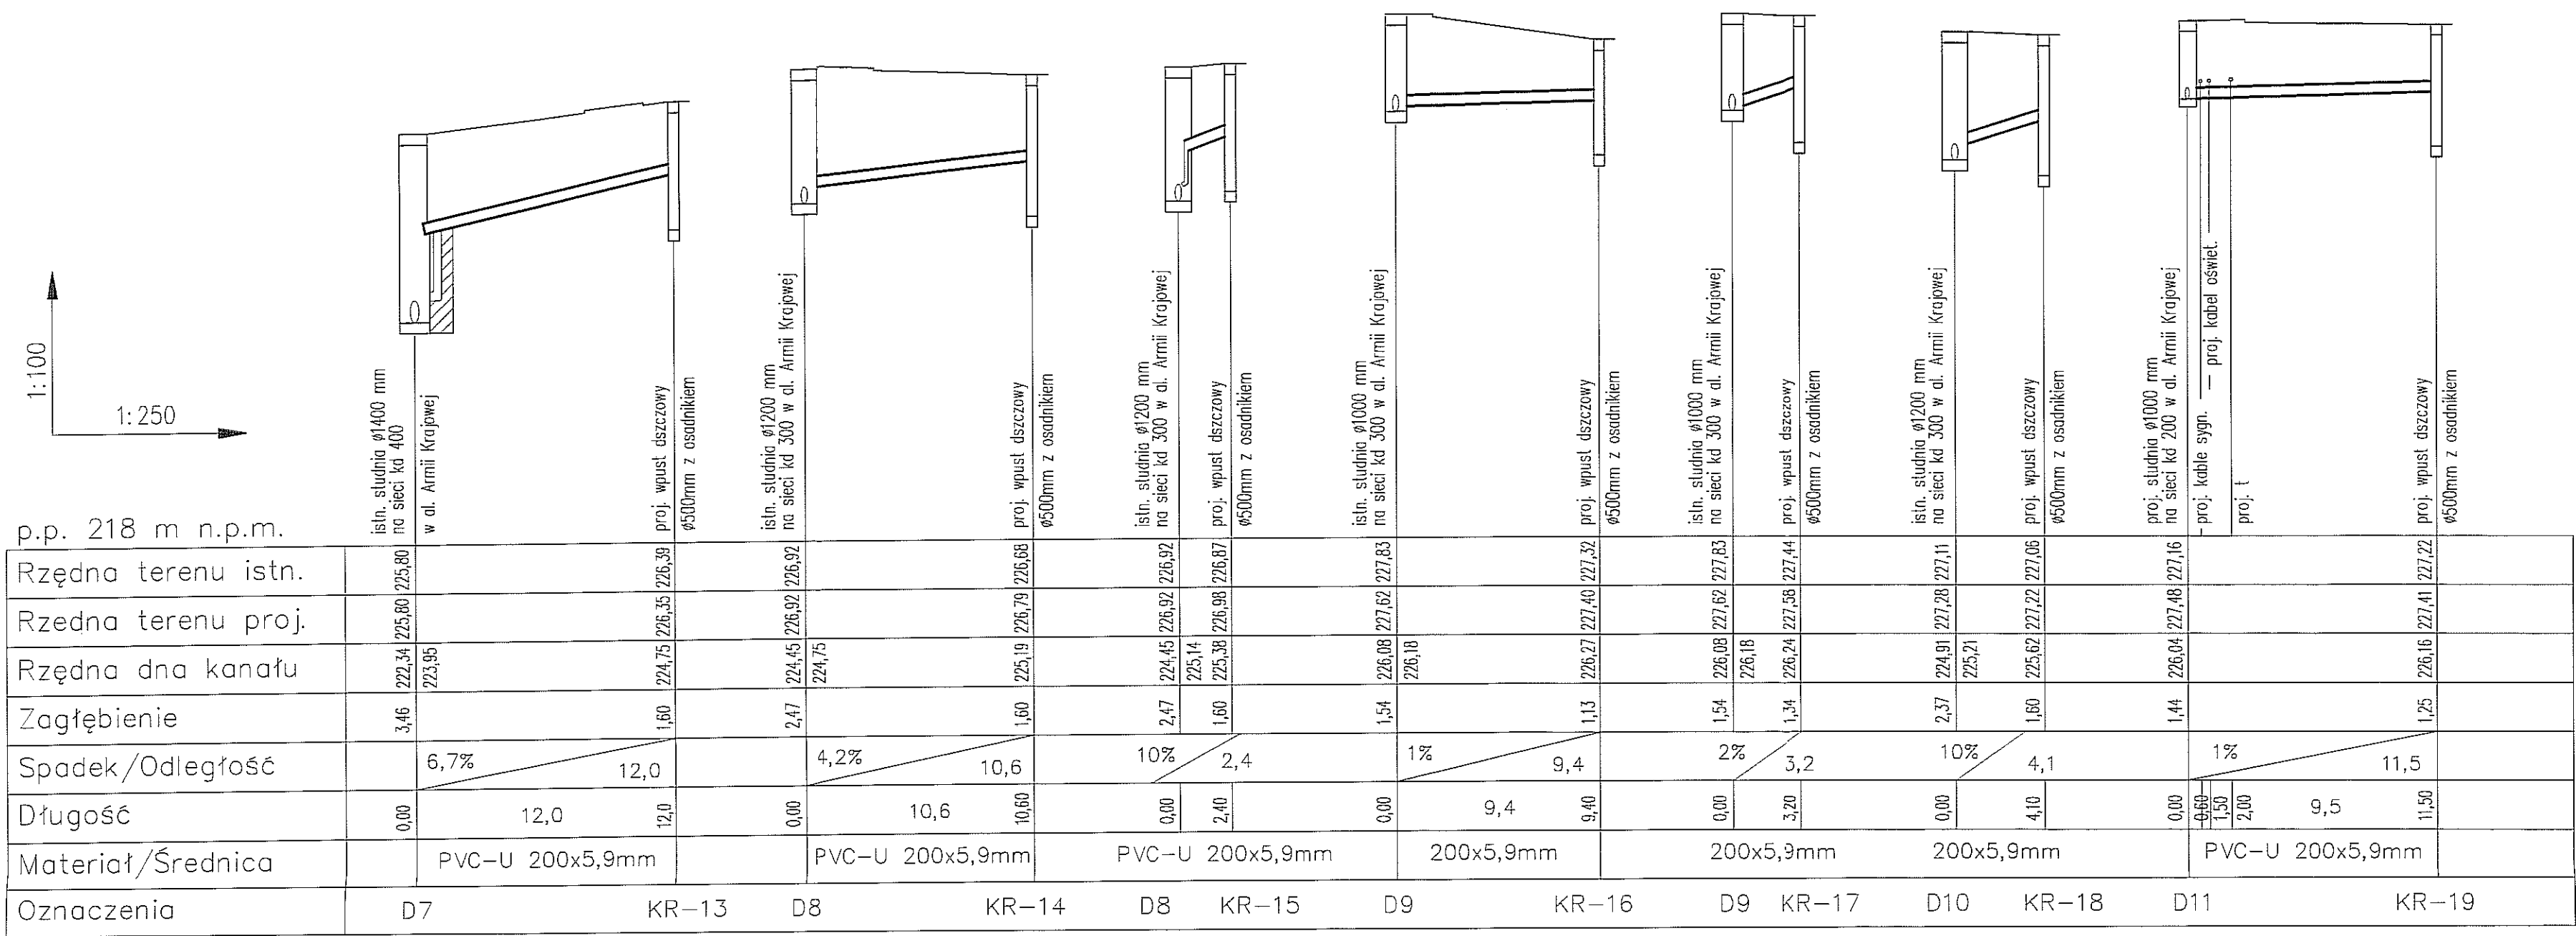 1:100
1:250
p.p. 218 m n.p.m.
istn. studnia ø1400 mm
na sieci kd 400
w al. Armii Krajowej
proj. wpust dszczowy
ø500mm z osadnikiem
istn. studnia ø1200 mm
na sieci kd 300 w al. Armii Krajowej
proj. wpust dszczowy
ø500mm z osadnikiem
istn. studnia ø1200 mm
na sieci kd 300 w al. Armii Krajowej
proj. wpust dszczowy
ø500mm z osadnikiem
istn. studnia ø1000 mm
na sieci kd 300 w al. Armii Krajowej
proj. wpust dszczowy
ø500mm z osadnikiem
istn. studnia ø1000 mm
na sieci kd 300 w al. Armii Krajowej
proj. wpust dszczowy
ø500mm z osadnikiem
istn. studnia ø1200 mm
na sieci kd 300 w al. Armii Krajowej
proj. wpust dszczowy
ø500mm z osadnikiem
proj. studnia ø1000 mm
na sieci kd 200 w al. Armii Krajowej
proj. kable sygn.
proj. kabel oświet.
proj. t
proj. wpust dszczowy
ø500mm z osadnikiem
Rzędna terenu istn. 225,80 226,39 226,92 226,68 226,92 226,87 227,83 227,32 227,83 227,44 227,11 227,06 227,16 227,22
Rzedna terenu proj. 225,80 226,35 226,92 226,79 226,92 226,98 227,62 227,40 227,62 227,58 227,28 227,22 227,48 227,41
Rzędna dna kanału 222,34 223,95 224,75 224,45 224,75 225,19 224,45 225,14 225,38 226,08 226,18 226,27 226,08 226,18 226,24 224,91 225,21 225,62 226,04 226,16
Zagłębienie 3,46 1,60 2,47 1,60 2,47 1,60 1,54 1,13 1,54 1,34 2,37 1,60 1,44 1,25
Spadek/Odległość 6,7% 12,0 4,2% 10,6 10% 2,4 1% 9,4 2% 3,2 10% 4,1 1% 11,5
Długość 0,00 12,0 12,0 0,00 10,6 10,60 0,00 2,40 0,00 9,4 9,40 0,00 3,20 0,00 4,10 0,00 0,60 1,50 2,00 9,5 11,50
Materiał/Średnica PVC-U 200x5,9mm PVC-U 200x5,9mm PVC-U 200x5,9mm 200x5,9mm 200x5,9mm 200x5,9mm PVC-U 200x5,9mm
Oznaczenia D7 KR-13 D8 KR-14 D8 KR-15 D9 KR-16 D9 KR-17 D10 KR-18 D11 KR-19